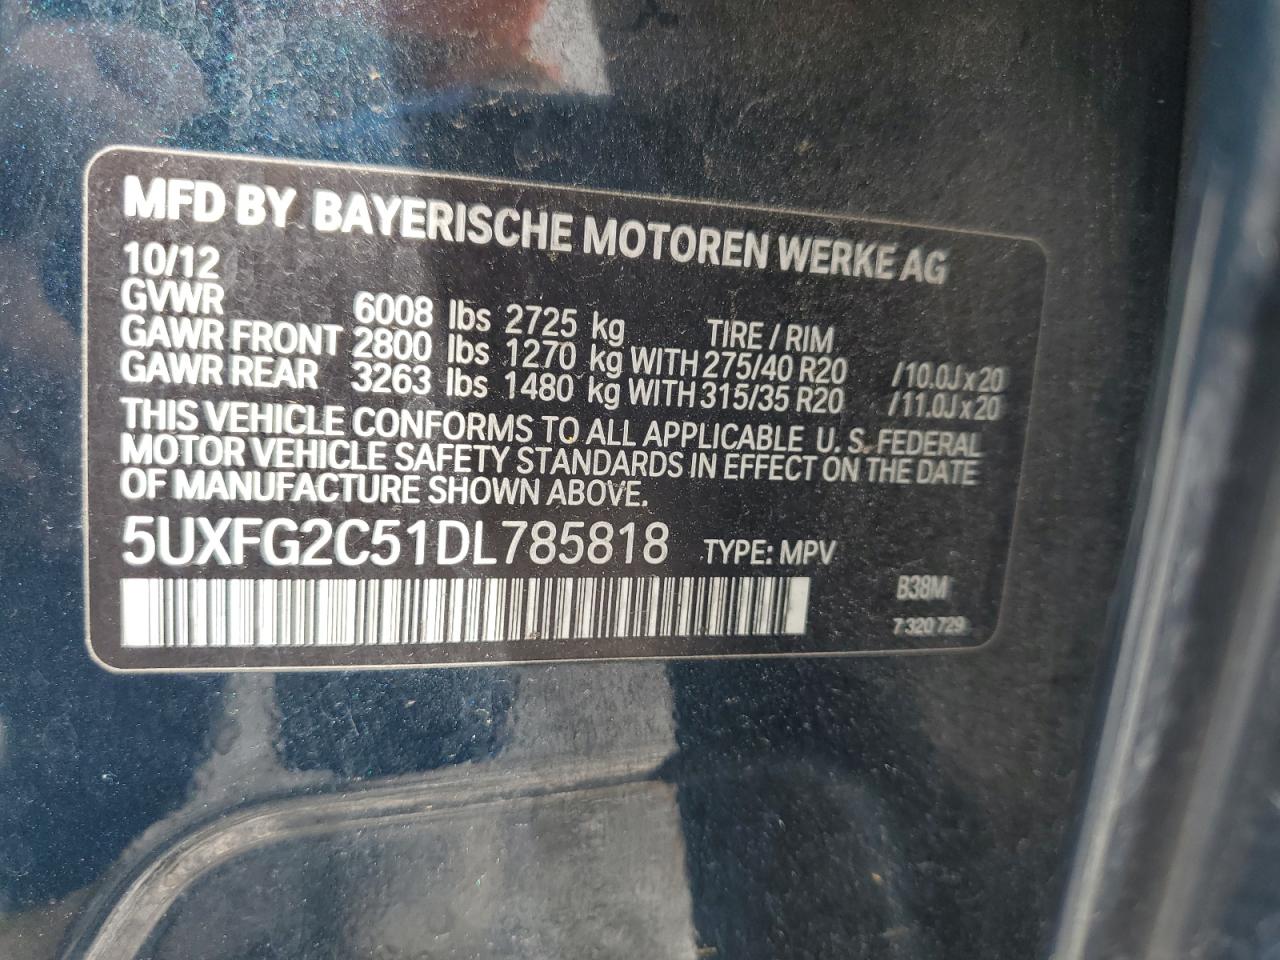 MFD BY BAYERISCHE MOTOREN WERKE AG
10/12
GVWR 6008 lbs 2725 kg TIRE / RIM
GAWR FRONT 2800 lbs 1270 kg WITH 275/40 R20 /10.0J x 20
GAWR REAR 3263 lbs 1480 kg WITH 315/35 R20 /11.0J x 20
THIS VEHICLE CONFORMS TO ALL APPLICABLE U. S. FEDERAL
MOTOR VEHICLE SAFETY STANDARDS IN EFFECT ON THE DATE
OF MANUFACTURE SHOWN ABOVE.
5UXFG2C51DL785818 TYPE: MPV
B38M
7 320 729